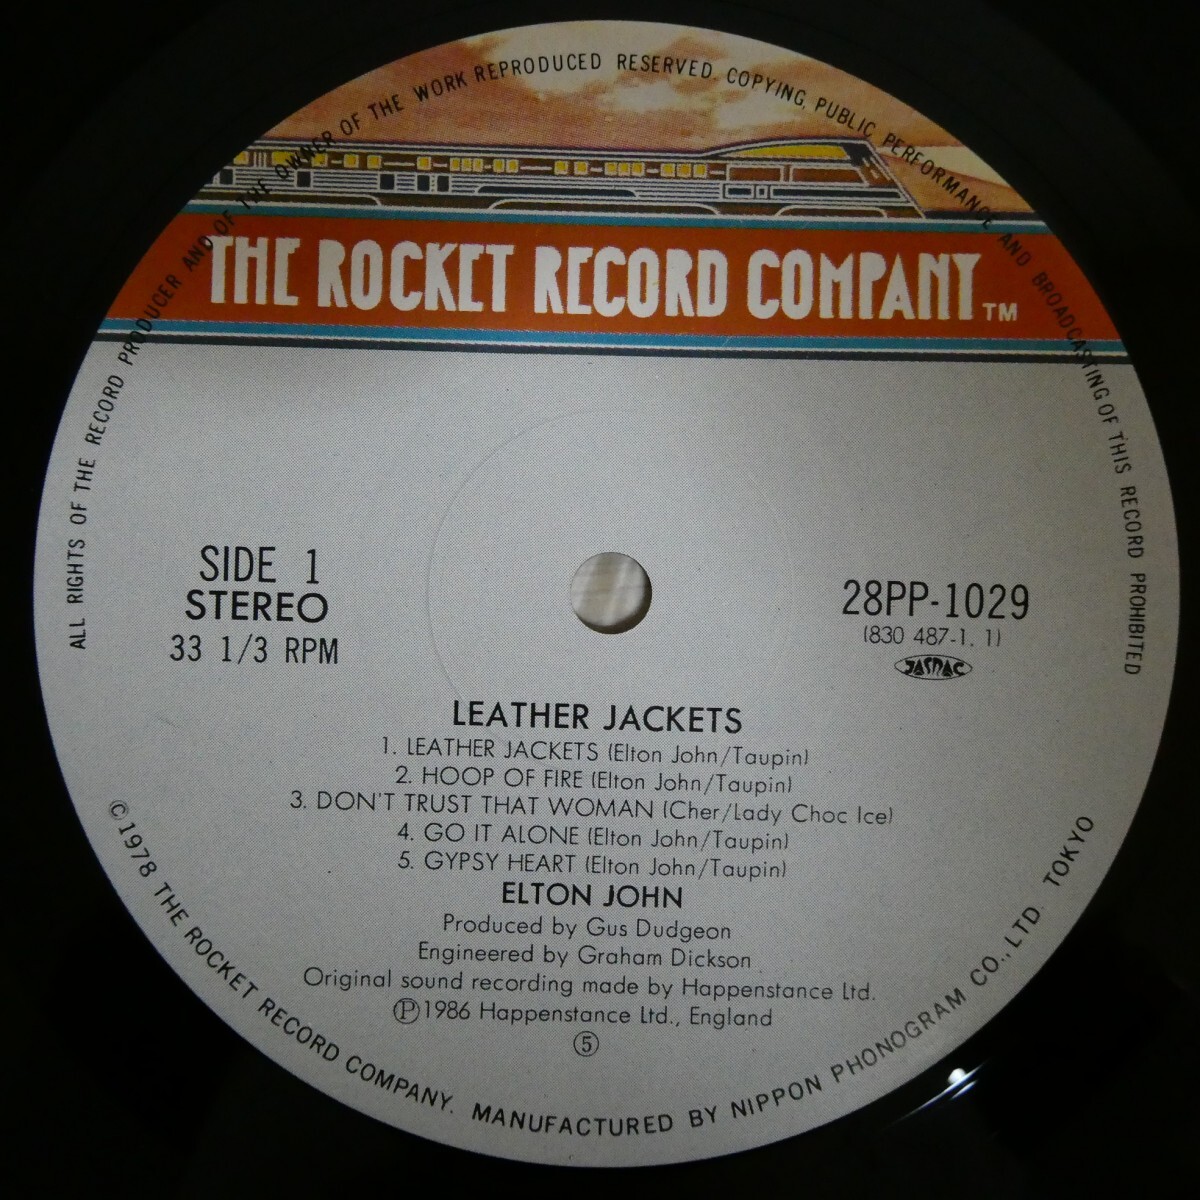 ALL RIGHTS OF THE RECORD PRODUCER AND OF THE OWNER OF THE WORK REPRODUCED RESERVED. COPYING, PUBLIC PERFORMANCE AND BROADCASTING OF THIS RECORD PROHIBITED
THE ROCKET RECORD COMPANY TM
SIDE 1
STEREO
33 1/3 RPM
28PP-1029
(830 487-1, 1)
JASRAC
LEATHER JACKETS
1. LEATHER JACKETS (Elton John/Taupin)
2. HOOP OF FIRE (Elton John/Taupin)
3. DON'T TRUST THAT WOMAN (Cher/Lady Choc Ice)
4. GO IT ALONE (Elton John/Taupin)
5. GYPSY HEART (Elton John/Taupin)
ELTON JOHN
Produced by Gus Dudgeon
Engineered by Graham Dickson
Original sound recording made by Happenstance Ltd.
Ⓟ1986 Happenstance Ltd., England
⑤
©1978 THE ROCKET RECORD COMPANY. MANUFACTURED BY NIPPON PHONOGRAM CO., LTD. TOKYO